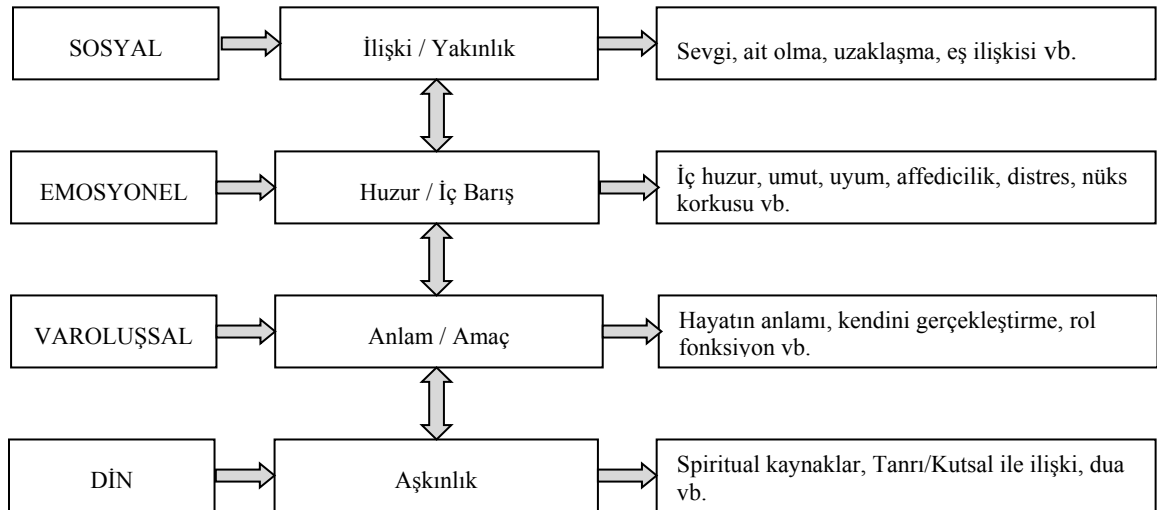 SOSYAL
İlişki / Yakınlık
Sevgi, ait olma, uzaklaşma, eş ilişkisi vb.
EMOSYONEL
Huzur / İç Barış
İç huzur, umut, uyum, affedicilik, distres, nüks
korkusu vb.
VAROLUŞSAL
Anlam / Amaç
Hayatın anlamı, kendini gerçekleştirme, rol
fonksiyon vb.
DİN
Aşkınlık
Spiritual kaynaklar, Tanrı/Kutsal ile ilişki, dua
vb.